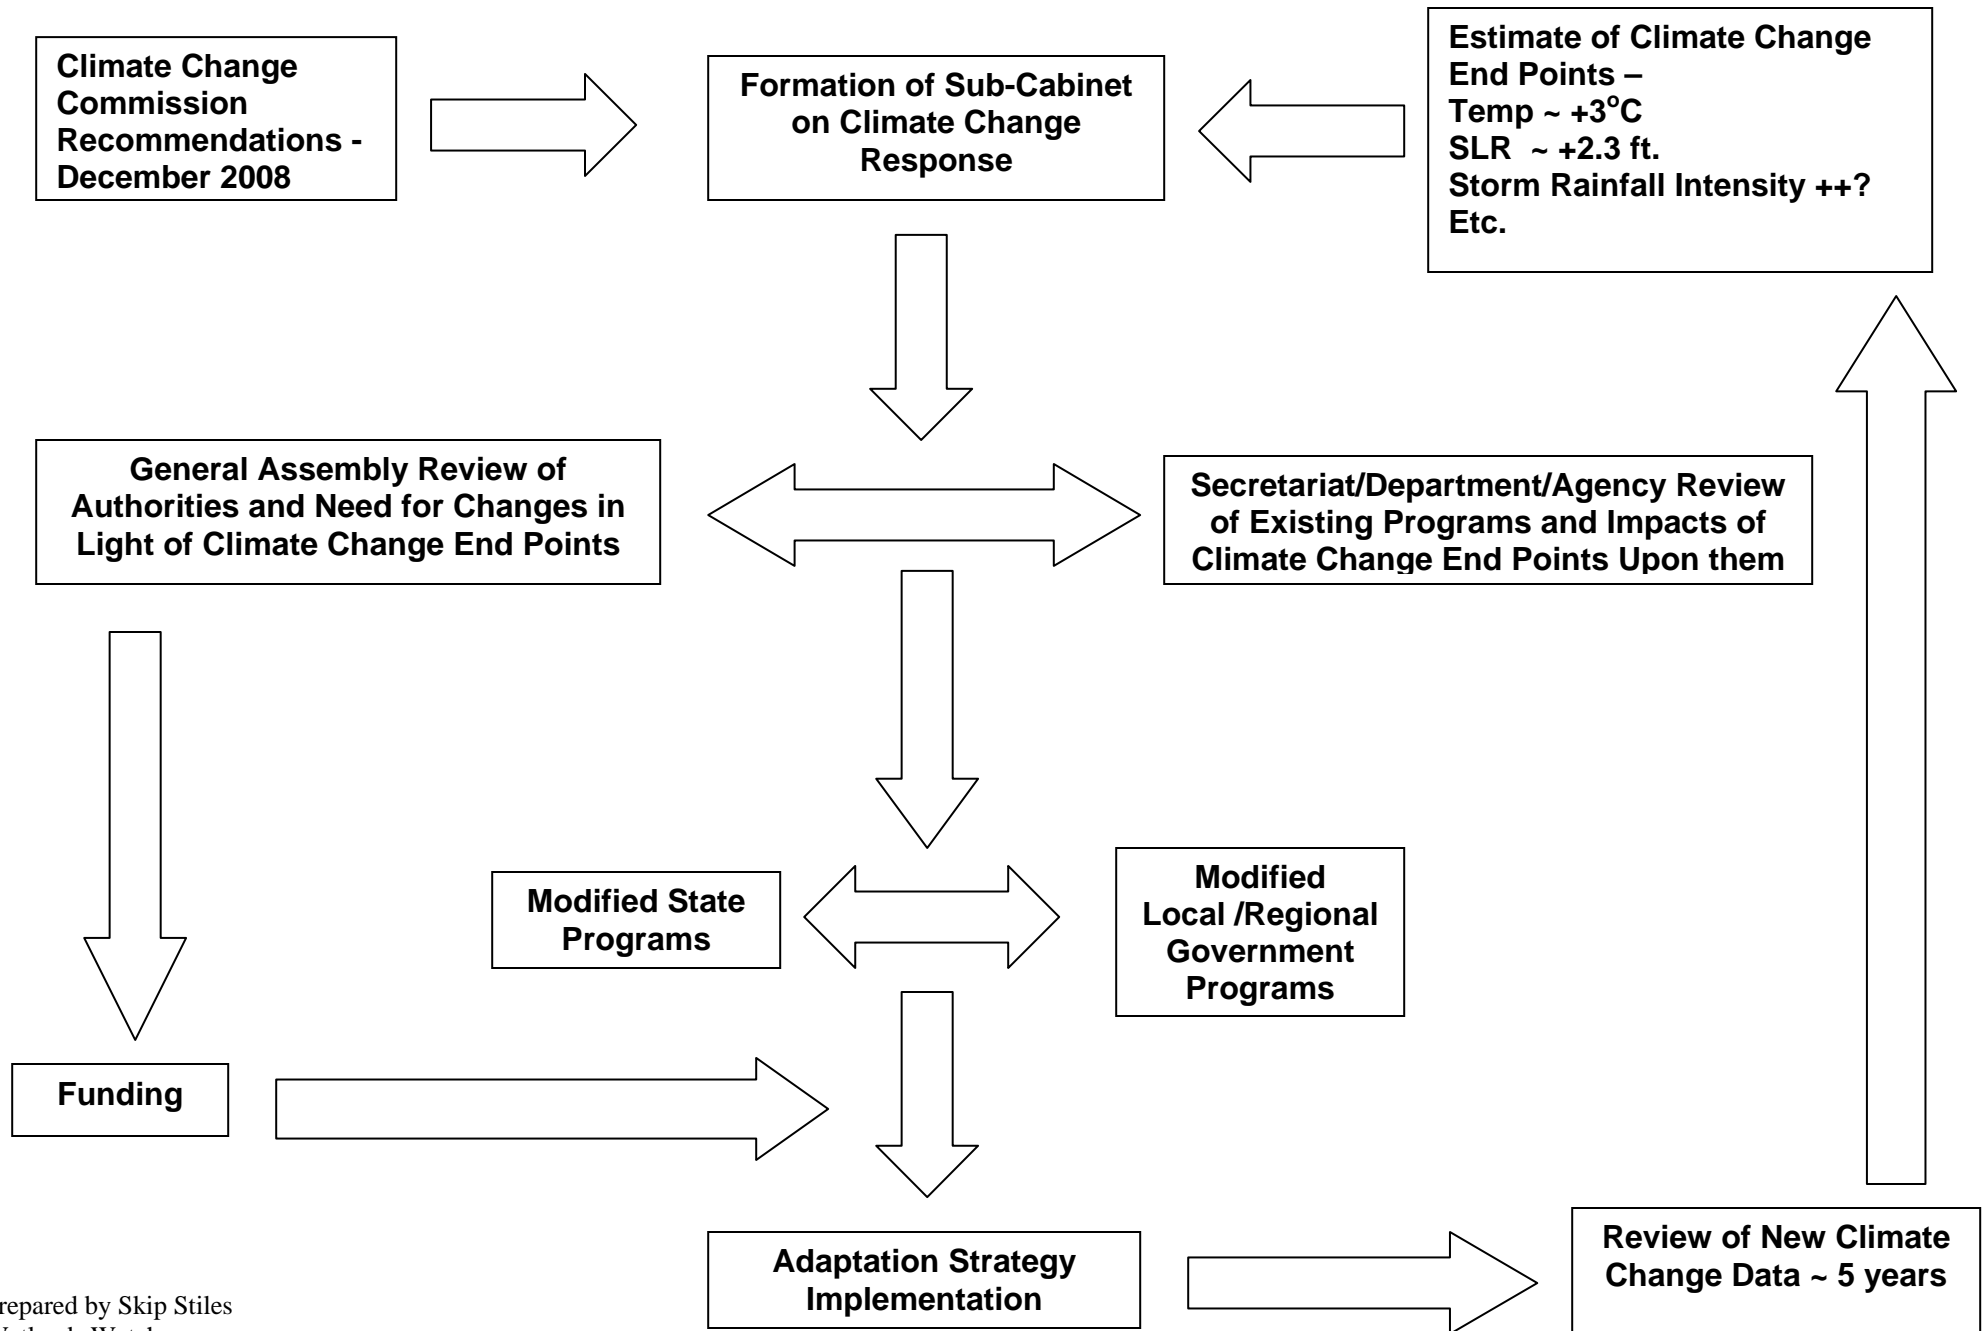 Climate Change
Commission
Recommendations -
December 2008
Formation of Sub-Cabinet
on Climate Change
Response
Estimate of Climate Change
End Points –
Temp ~ +3°C
SLR ~ +2.3 ft.
Storm Rainfall Intensity ++?
Etc.
General Assembly Review of
Authorities and Need for Changes in
Light of Climate Change End Points
Secretariat/Department/Agency Review
of Existing Programs and Impacts of
Climate Change End Points Upon them
Modified State
Programs
Modified
Local /Regional
Government
Programs
Funding
Adaptation Strategy
Implementation
Review of New Climate
Change Data ~ 5 years
repared by Skip Stiles